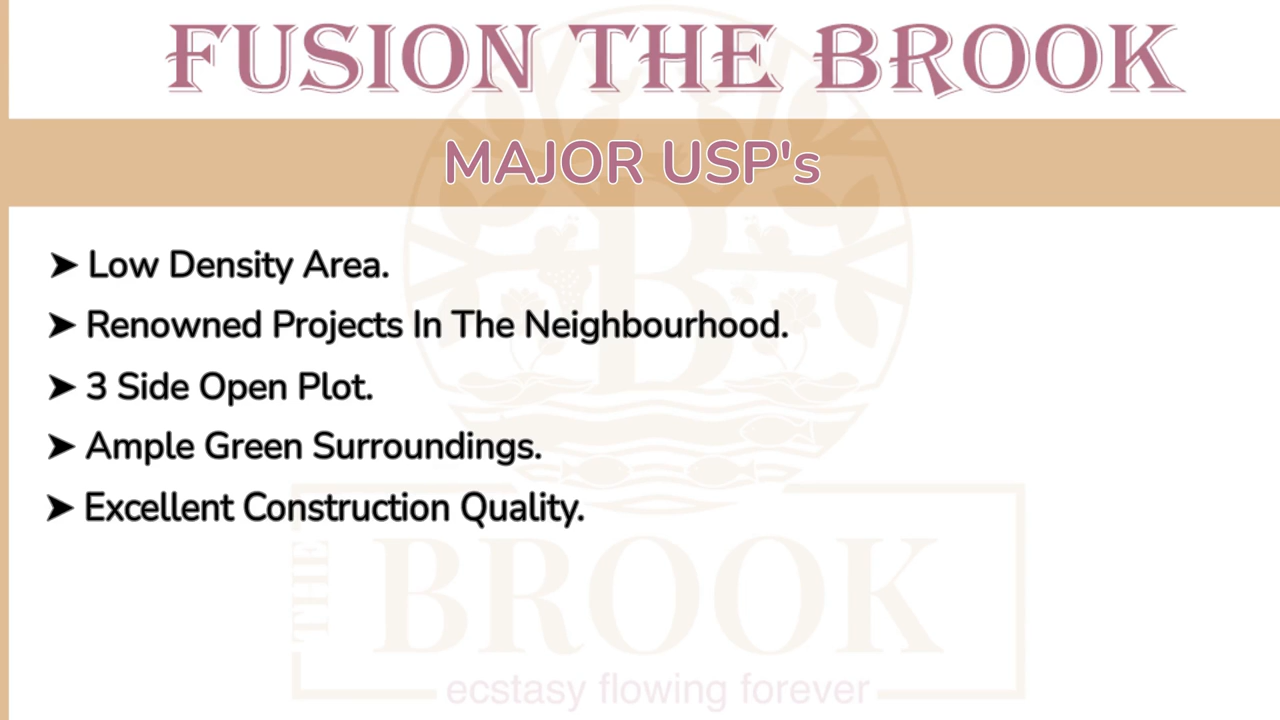 FUSION THE BROOK
MAJOR USP's
➤ Low Density Area.
➤ Renowned Projects In The Neighbourhood.
➤ 3 Side Open Plot.
➤ Ample Green Surroundings.
➤ Excellent Construction Quality.
B
THE
BROOK
ecstasy flowing forever